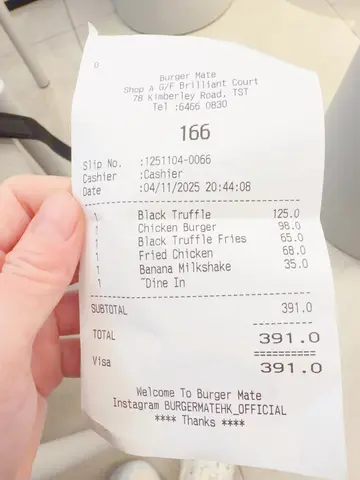 0
Burger Mate
Shop A G/F Brilliant Court
78 Kimberley Road, TST
Tel :6466 0830
166
Slip No. :1251104-0066
Cashier :Cashier
Date :04/11/2025 20:44:08
1 Black Truffle 125.0
1 Chicken Burger 98.0
1 Black Truffle Fries 65.0
1 Fried Chicken 68.0
1 Banana Milkshake 35.0
1 ~Dine In
SUBTOTAL 391.0
TOTAL 391.0
Visa 391.0
Welcome To Burger Mate
Instagram BURGERMATEHK_OFFICIAL
**** Thanks ****